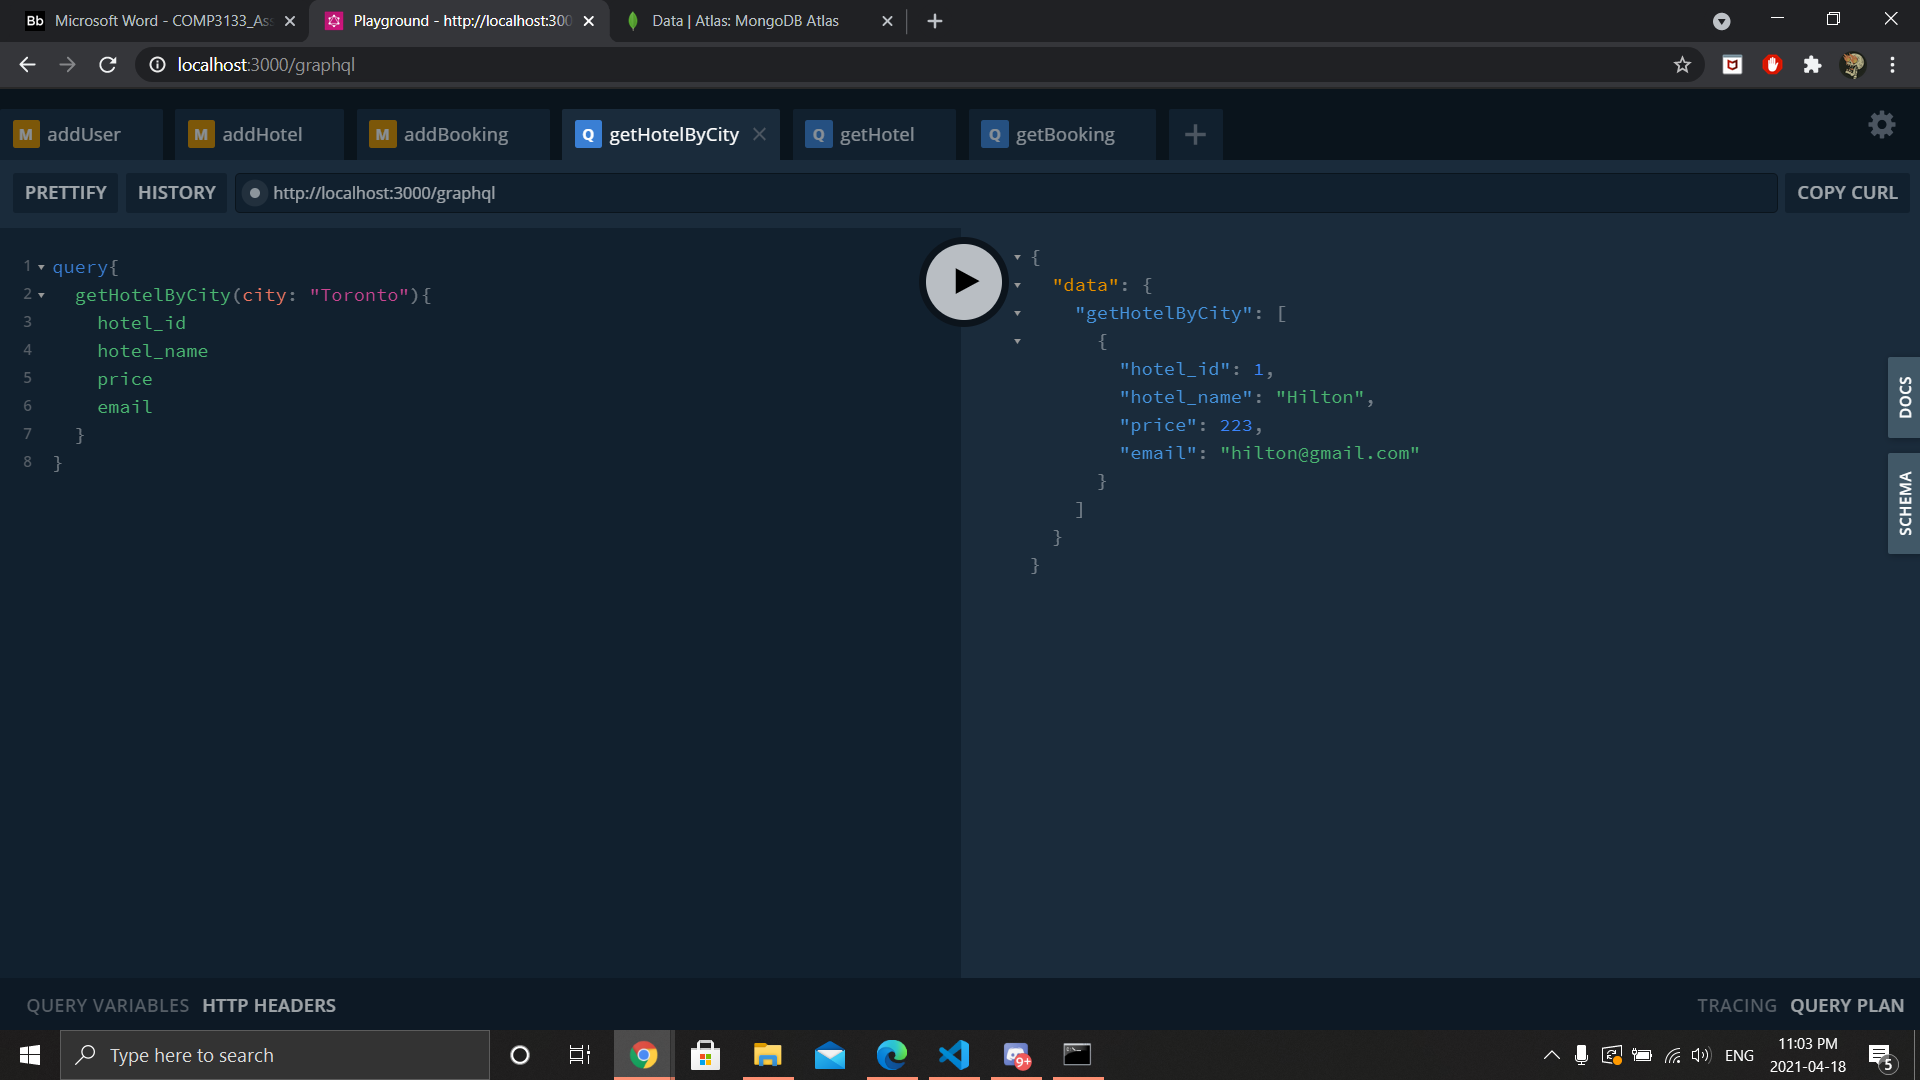 Bb Microsoft Word - COMP3133_Ass
Playground - http://localhost:300
Data | Atlas: MongoDB Atlas
localhost:3000/graphql
M addUser
M addHotel
M addBooking
Q getHotelByCity
Q getHotel
Q getBooking
PRETTIFY
HISTORY
http://localhost:3000/graphql
COPY CURL
1 query{
2 getHotelByCity(city: "Toronto"){
3 hotel_id
4 hotel_name
5 price
6 email
7 }
8 }
{
"data": {
"getHotelByCity": [
{
"hotel_id": 1,
"hotel_name": "Hilton",
"price": 223,
"email": "hilton@gmail.com"
}
]
}
}
DOCS
SCHEMA
QUERY VARIABLES
HTTP HEADERS
TRACING
QUERY PLAN
Type here to search
9+
ENG
11:03 PM
2021-04-18
5